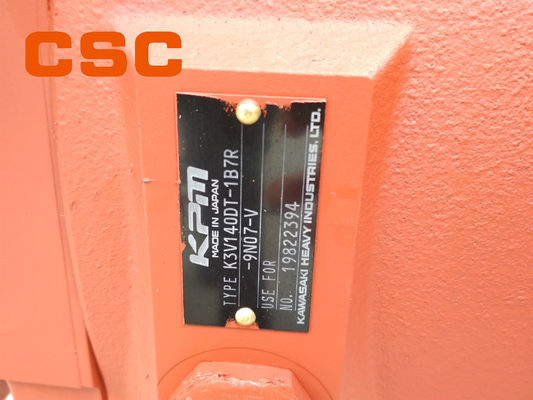 CSC
KPM
MADE IN JAPAN
TYPE K3V140DT-1B7R
-9N07-V
USE FOR
NO. 19822394
KAWASAKI HEAVY INDUSTRIES, LTD.